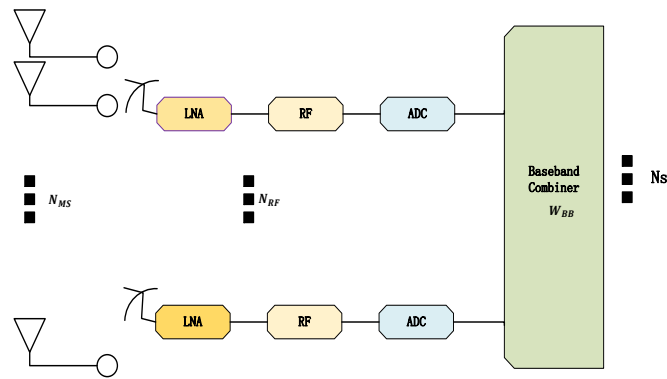 LNA RF ADC
Baseband
Combiner
W_BB
N_MS
N_RF
Ns
LNA RF ADC